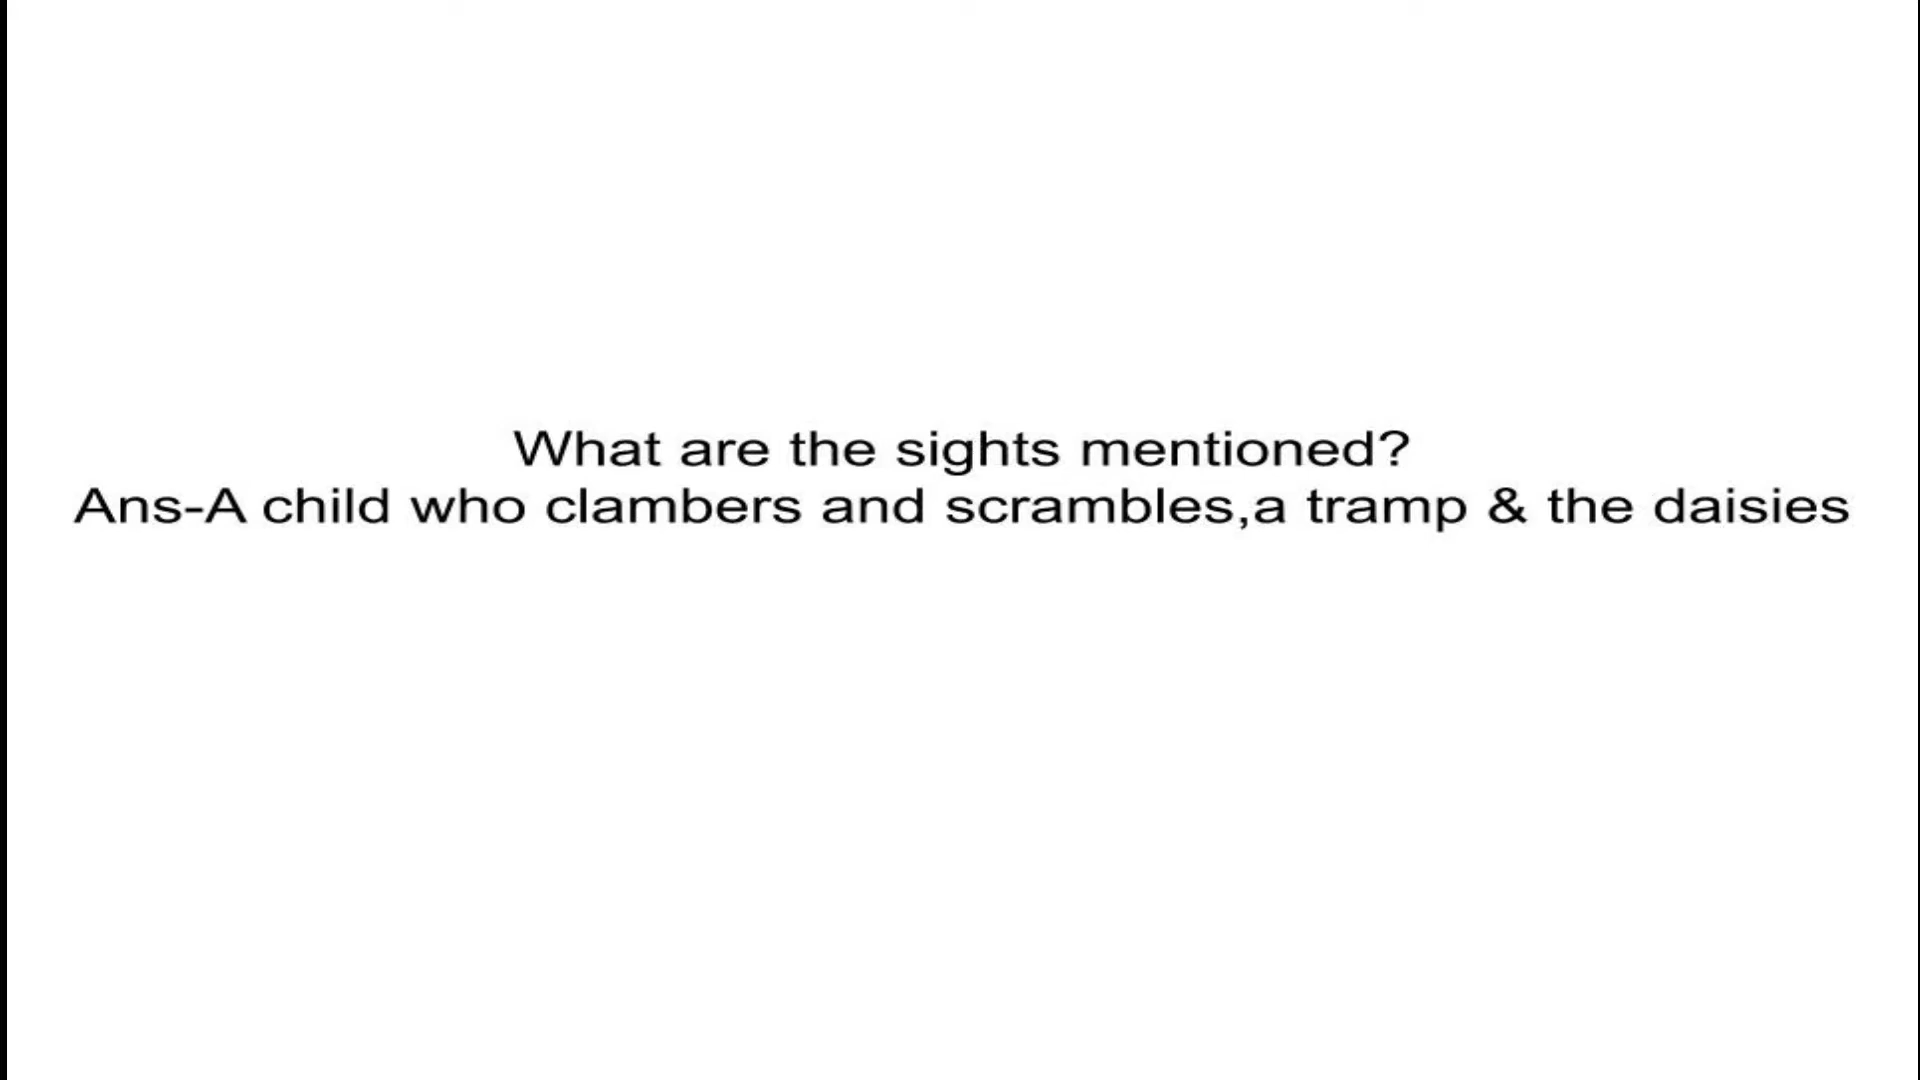 What are the sights mentioned?
Ans-A child who clambers and scrambles,a tramp & the daisies